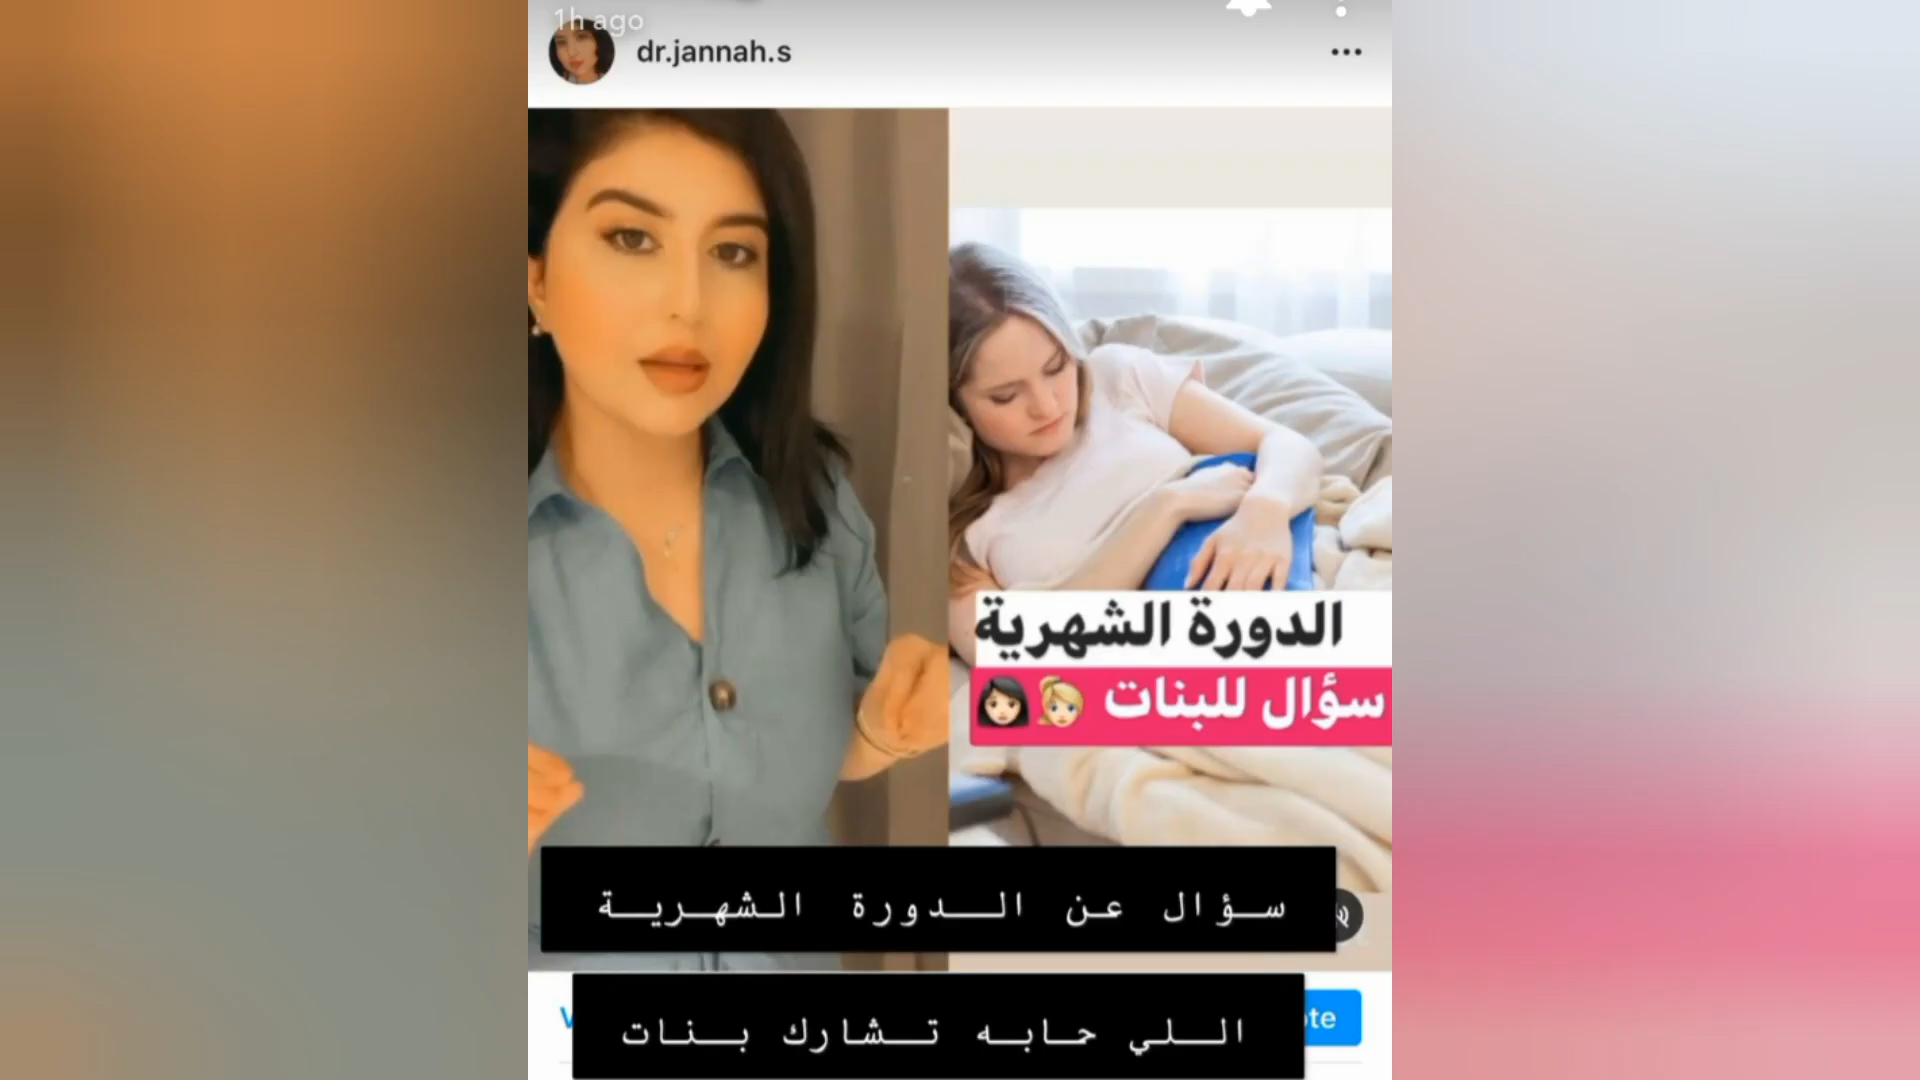 1h ago
dr.jannah.s
الدورة الشهرية
سؤال للبنات
سؤال عن الدورة الشهرية
اللي حابه تشارك بنات